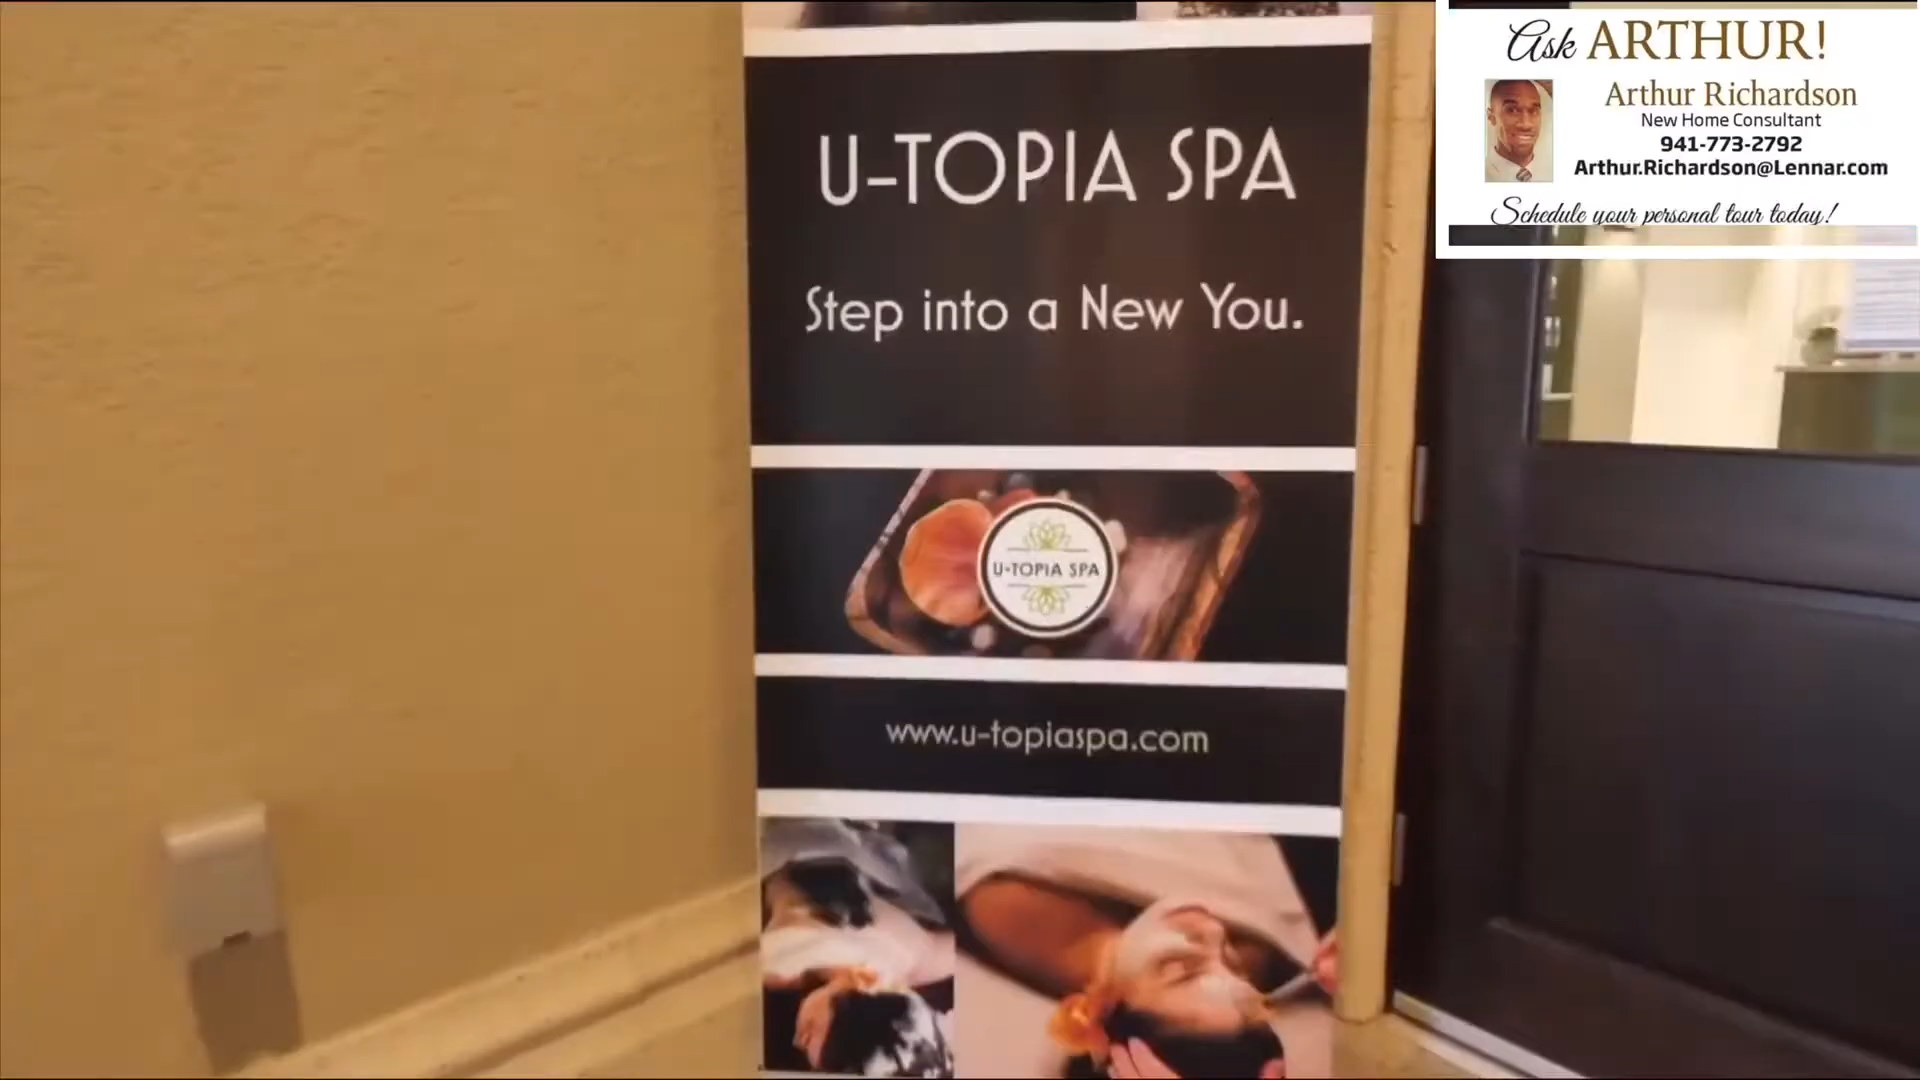 U-TOPIA SPA
Step into a New You.
U-TOPIA SPA
www.u-topiaspa.com
Ask ARTHUR!
Arthur Richardson
New Home Consultant
941-773-2792
Arthur.Richardson@Lennar.com
Schedule your personal tour today!